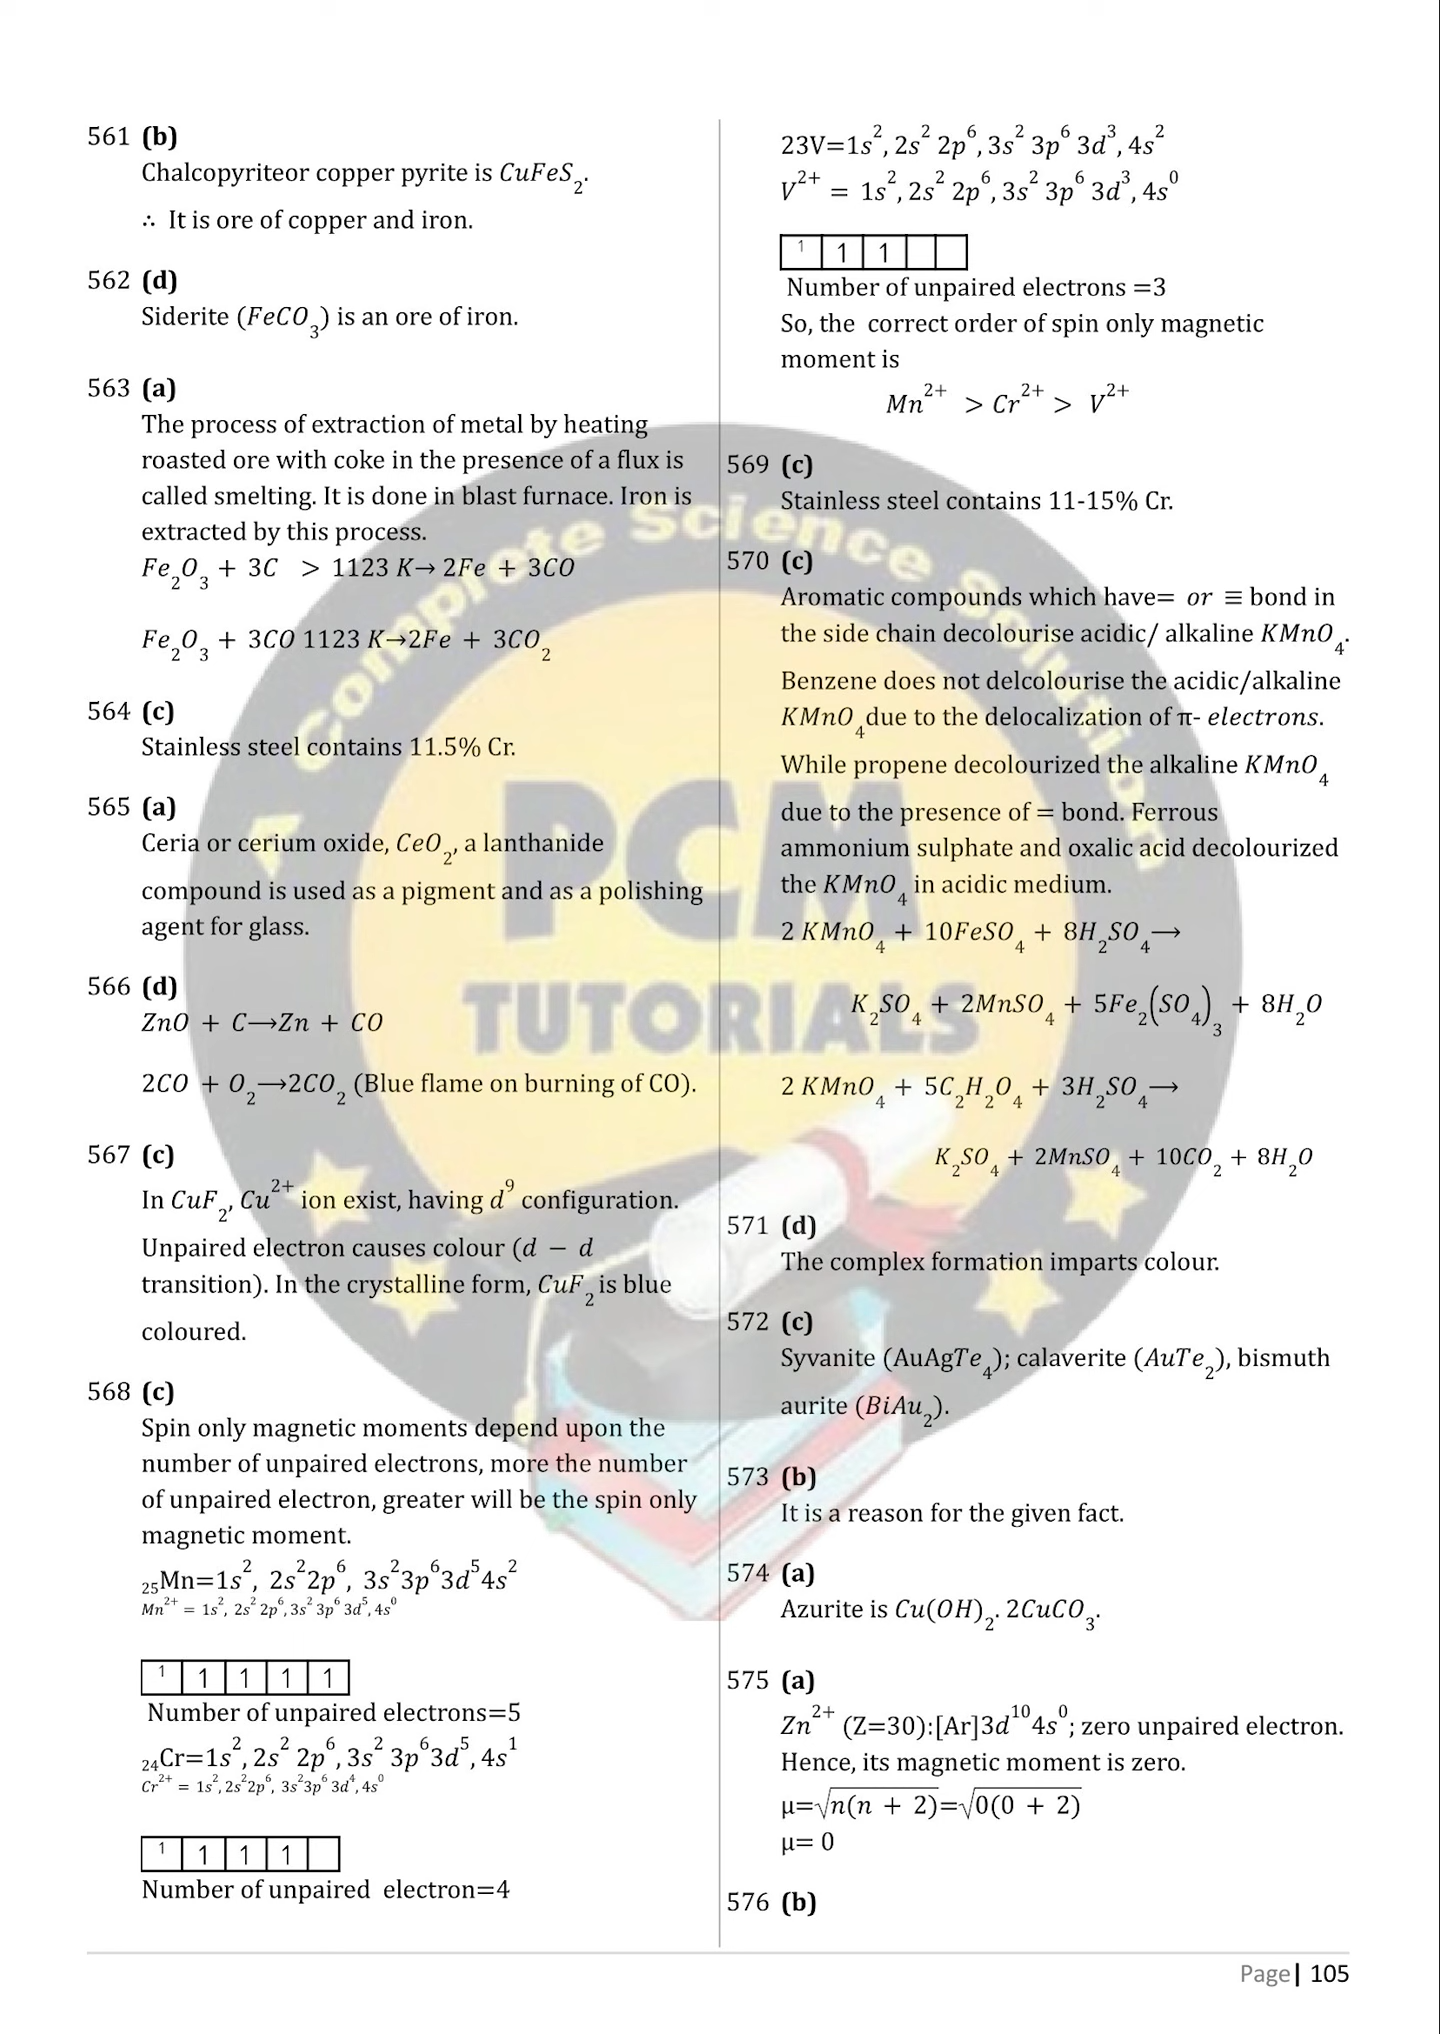 561 (b)
Chalcopyriteor copper pyrite is CuFeS₂.
∴ It is ore of copper and iron.
562 (d)
Siderite (FeCO₃) is an ore of iron.
563 (a)
The process of extraction of metal by heating
roasted ore with coke in the presence of a flux is
called smelting. It is done in blast furnace. Iron is
extracted by this process.
Fe₂O₃ + 3C > 1123 K→ 2Fe + 3CO
Fe₂O₃ + 3CO 1123 K→2Fe + 3CO₂
564 (c)
Stainless steel contains 11.5% Cr.
565 (a)
Ceria or cerium oxide, CeO₂, a lanthanide
compound is used as a pigment and as a polishing
agent for glass.
566 (d)
ZnO + C⟶Zn + CO
2CO + O₂⟶2CO₂ (Blue flame on burning of CO).
567 (c)
In CuF₂, Cu²⁺ ion exist, having d⁹ configuration.
Unpaired electron causes colour (d − d
transition). In the crystalline form, CuF₂ is blue
coloured.
568 (c)
Spin only magnetic moments depend upon the
number of unpaired electrons, more the number
of unpaired electron, greater will be the spin only
magnetic moment.
₂₅Mn=1s², 2s²2p⁶, 3s²3p⁶3d⁵4s²
Mn²⁺ = 1s², 2s² 2p⁶, 3s² 3p⁶ 3d⁵, 4s⁰
1 1 1 1 1
Number of unpaired electrons=5
₂₄Cr=1s², 2s² 2p⁶, 3s² 3p⁶3d⁵, 4s¹
Cr²⁺ = 1s², 2s²2p⁶, 3s²3p⁶ 3d⁴, 4s⁰
1 1 1 1
Number of unpaired electron=4
23V=1s², 2s² 2p⁶, 3s² 3p⁶ 3d³, 4s²
V²⁺ = 1s², 2s² 2p⁶, 3s² 3p⁶ 3d³, 4s⁰
1 1 1
Number of unpaired electrons =3
So, the correct order of spin only magnetic
moment is
Mn²⁺ > Cr²⁺ > V²⁺
569 (c)
Stainless steel contains 11-15% Cr.
570 (c)
Aromatic compounds which have= or ≡ bond in
the side chain decolourise acidic/ alkaline KMnO₄.
Benzene does not delcolourise the acidic/alkaline
KMnO₄due to the delocalization of π- electrons.
While propene decolourized the alkaline KMnO₄
due to the presence of = bond. Ferrous
ammonium sulphate and oxalic acid decolourized
the KMnO₄ in acidic medium.
2 KMnO₄ + 10FeSO₄ + 8H₂SO₄⟶
K₂SO₄ + 2MnSO₄ + 5Fe₂(SO₄)₃ + 8H₂O
2 KMnO₄ + 5C₂H₂O₄ + 3H₂SO₄⟶
K₂SO₄ + 2MnSO₄ + 10CO₂ + 8H₂O
571 (d)
The complex formation imparts colour.
572 (c)
Syvanite (AuAgTe₄); calaverite (AuTe₂), bismuth
aurite (BiAu₂).
573 (b)
It is a reason for the given fact.
574 (a)
Azurite is Cu(OH)₂. 2CuCO₃.
575 (a)
Zn²⁺ (Z=30):[Ar]3d¹⁰4s⁰; zero unpaired electron.
Hence, its magnetic moment is zero.
μ=√n(n + 2)=√0(0 + 2)
μ= 0
576 (b)
A Complete Science Solution
PCM
TUTORIALS
Page| 105